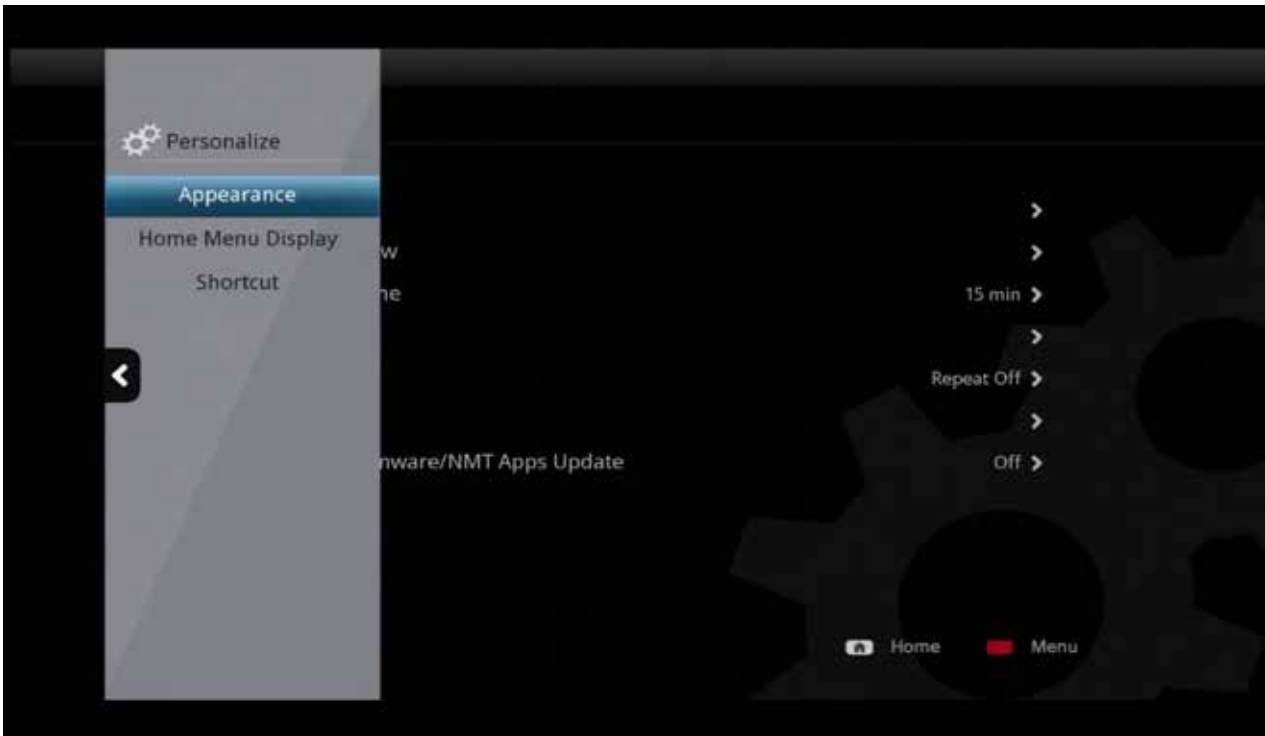 Personalize
Appearance
Home Menu Display
w
Shortcut
ne
15 min
Repeat Off
nware/NMT Apps Update
Off
Home
Menu